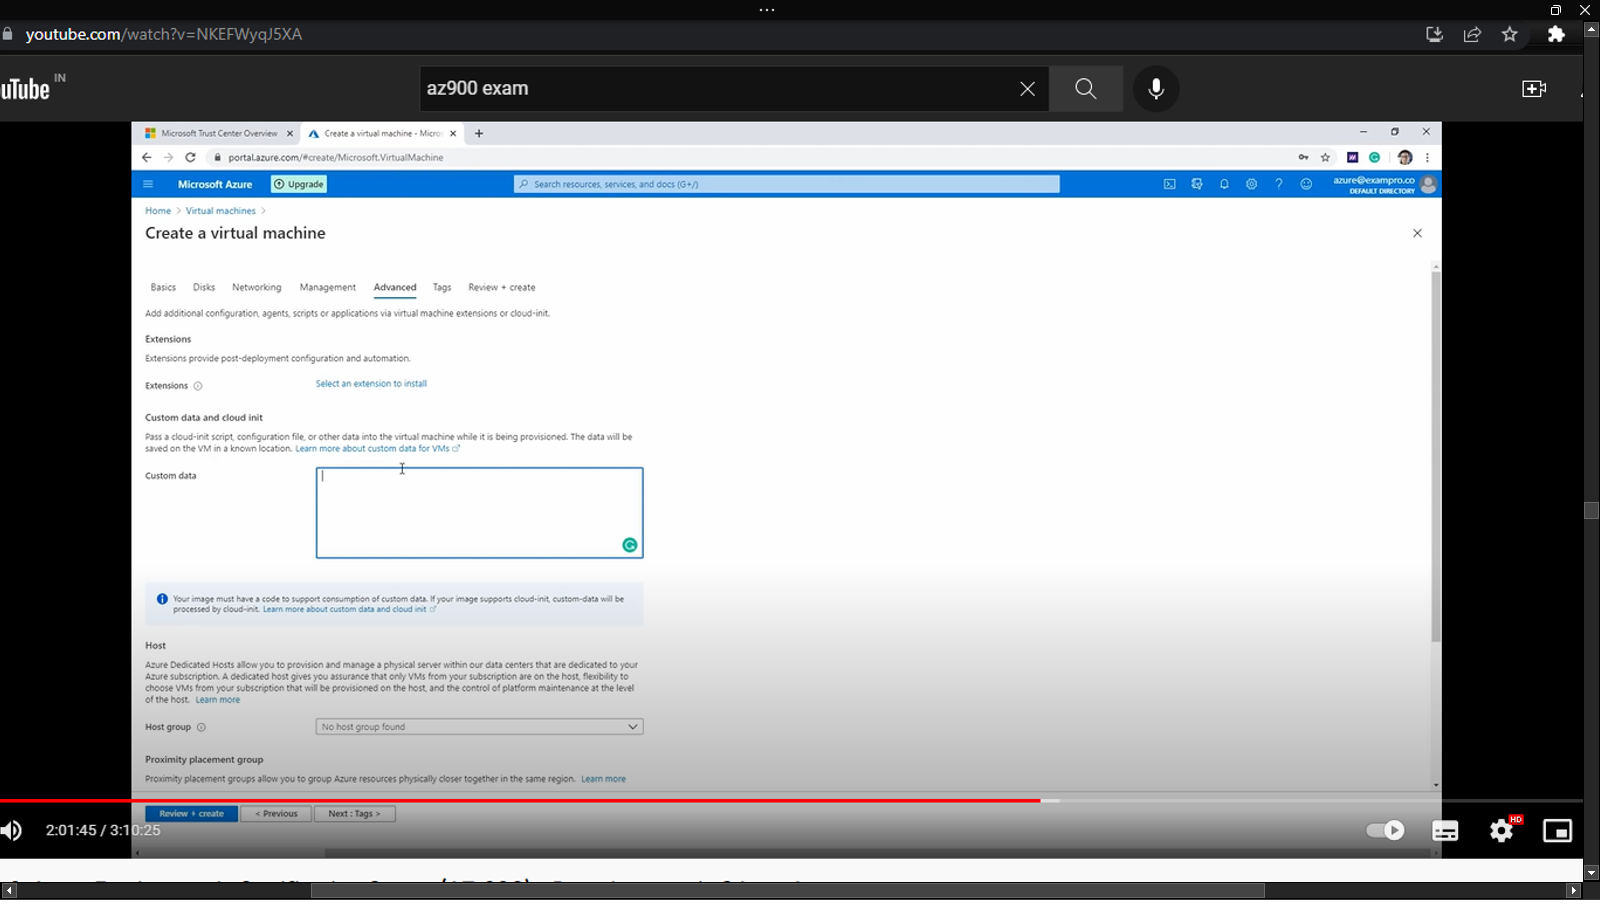 youtube.com/watch?v=NKEFWyqJ5XA
uTube IN
az900 exam
Microsoft Trust Center Overview
Create a virtual machine - Micros
portal.azure.com/#create/Microsoft.VirtualMachine
Microsoft Azure
Upgrade
Search resources, services, and docs (G+/)
azure@exampro.co
DEFAULT DIRECTORY
Home > Virtual machines >
Create a virtual machine
Basics Disks Networking Management Advanced Tags Review + create
Add additional configuration, agents, scripts or applications via virtual machine extensions or cloud-init.
Extensions
Extensions provide post-deployment configuration and automation.
Extensions
Select an extension to install
Custom data and cloud init
Pass a cloud-init script, configuration file, or other data into the virtual machine while it is being provisioned. The data will be
saved on the VM in a known location. Learn more about custom data for VMs
Custom data
Your image must have a code to support consumption of custom data. If your image supports cloud-init, custom-data will be
processed by cloud-init. Learn more about custom data and cloud init
Host
Azure Dedicated Hosts allow you to provision and manage a physical server within our data centers that are dedicated to your
Azure subscription. A dedicated host gives you assurance that only VMs from your subscription are on the host, flexibility to
choose VMs from your subscription that will be provisioned on the host, and the control of platform maintenance at the level
of the host. Learn more
Host group
No host group found
Proximity placement group
Proximity placement groups allow you to group Azure resources physically closer together in the same region. Learn more
Review + create < Previous Next : Tags >
2:01:45 / 3:10:25
HD